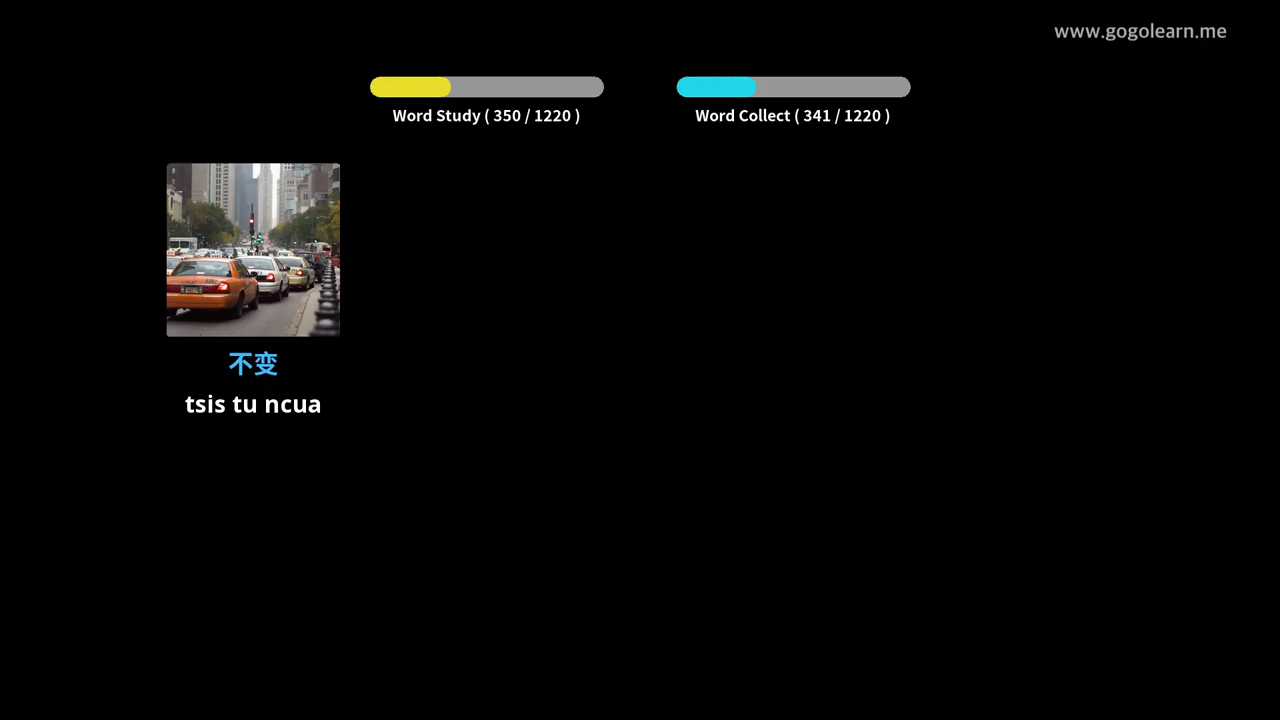 www.gogolearn.me
Word Study ( 350 / 1220 )
Word Collect ( 341 / 1220 )
不变
tsis tu ncua